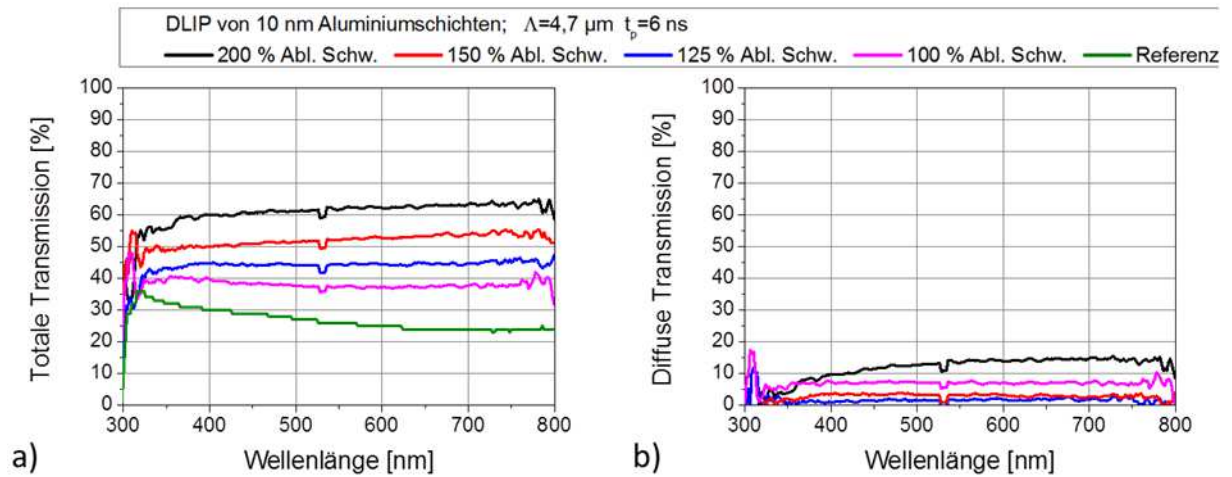 DLIP von 10 nm Aluminiumschichten; Λ=4,7 µm tp=6 ns
200 % Abl. Schw. 150 % Abl. Schw. 125 % Abl. Schw. 100 % Abl. Schw. Referenz
Totale Transmission [%]
100
90
80
70
60
50
40
30
20
10
0
300 400 500 600 700 800
Wellenlänge [nm]
a)
Diffuse Transmission [%]
100
90
80
70
60
50
40
30
20
10
0
300 400 500 600 700 800
Wellenlänge [nm]
b)